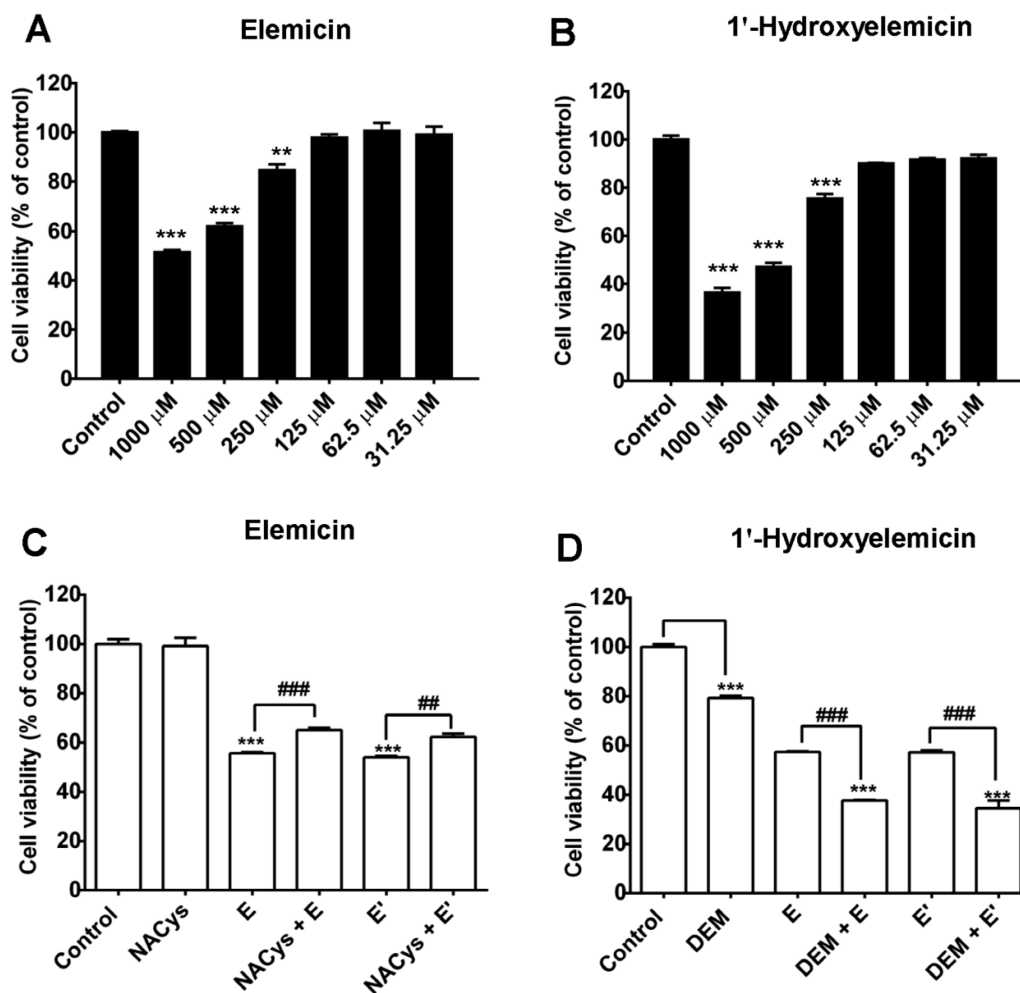 A
Elemicin
Cell viability (% of control)
120
100
80
60
40
20
0
***
***
**
Control
1000 μM
500 μM
250 μM
125 μM
62.5 μM
31.25 μM
B
1'-Hydroxyelemicin
Cell viability (% of control)
120
100
80
60
40
20
0
***
***
***
Control
1000 μM
500 μM
250 μM
125 μM
62.5 μM
31.25 μM
C
Elemicin
Cell viability (% of control)
120
100
80
60
40
20
0
***
###
***
##
Control
NACys
E
NACys + E
E'
NACys + E'
D
1'-Hydroxyelemicin
Cell viability (% of control)
120
100
80
60
40
20
0
***
###
***
###
***
Control
DEM
E
DEM + E
E'
DEM + E'